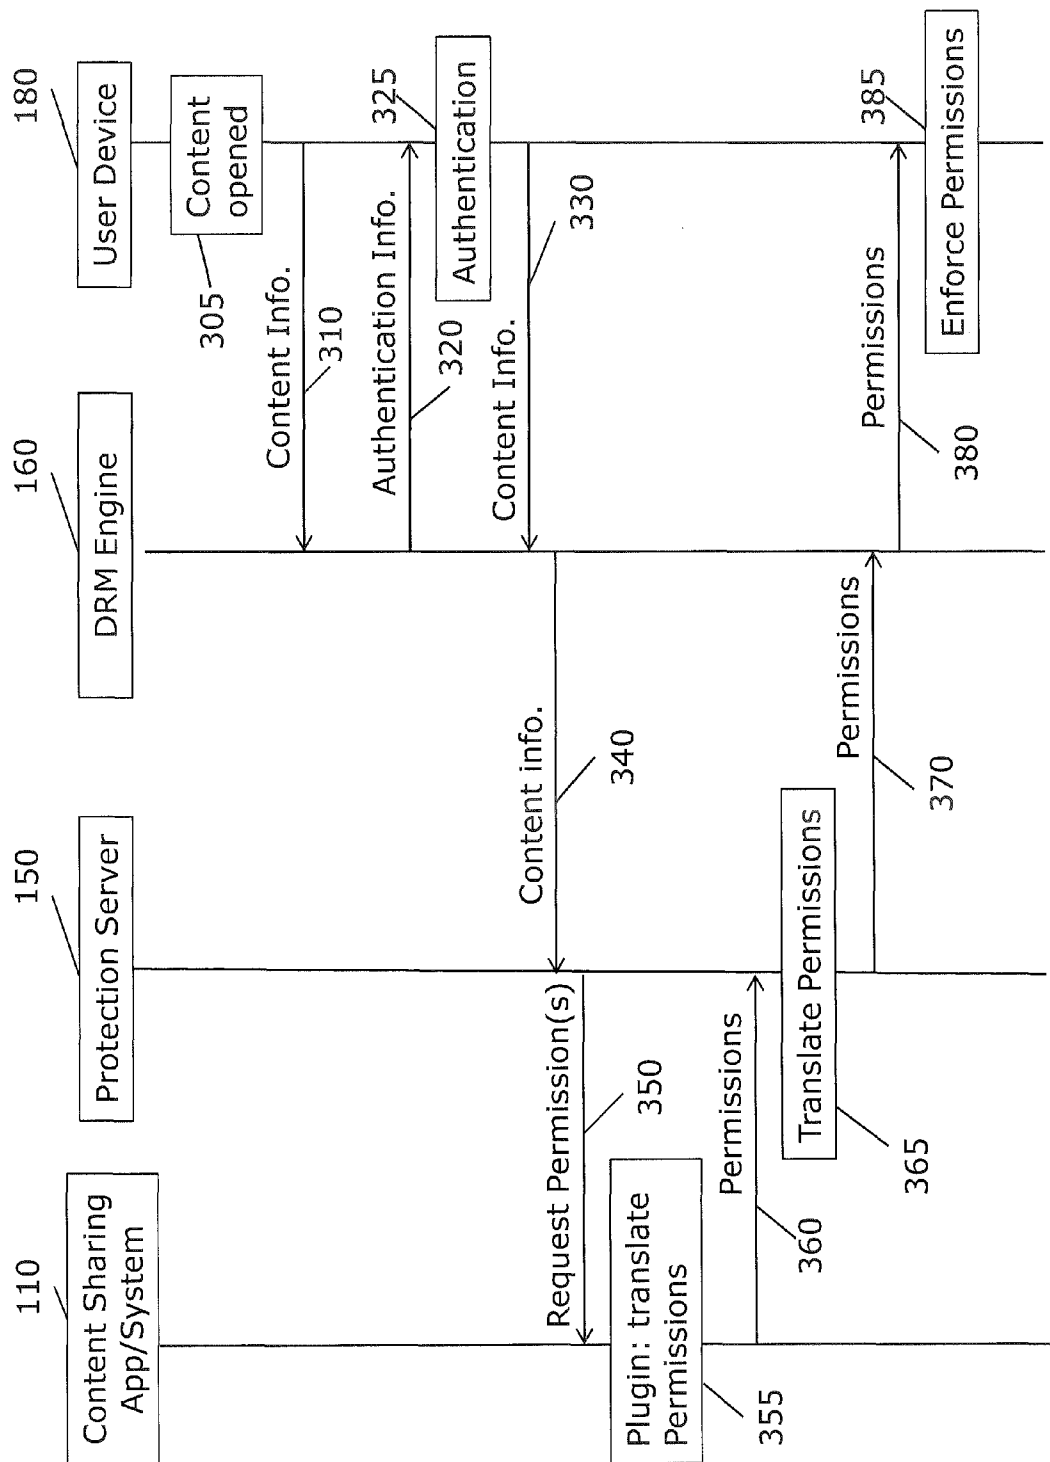 110
Content Sharing
App/System
150
Protection Server
160
DRM Engine
180
User Device
Content
opened
305
Content Info.
310
Authentication Info.
320
325
Authentication
Content Info.
330
Content info.
340
Request Permission(s)
350
Plugin: translate
Permissions
355
Permissions
360
Translate Permissions
365
Permissions
370
Permissions
380
385
Enforce Permissions